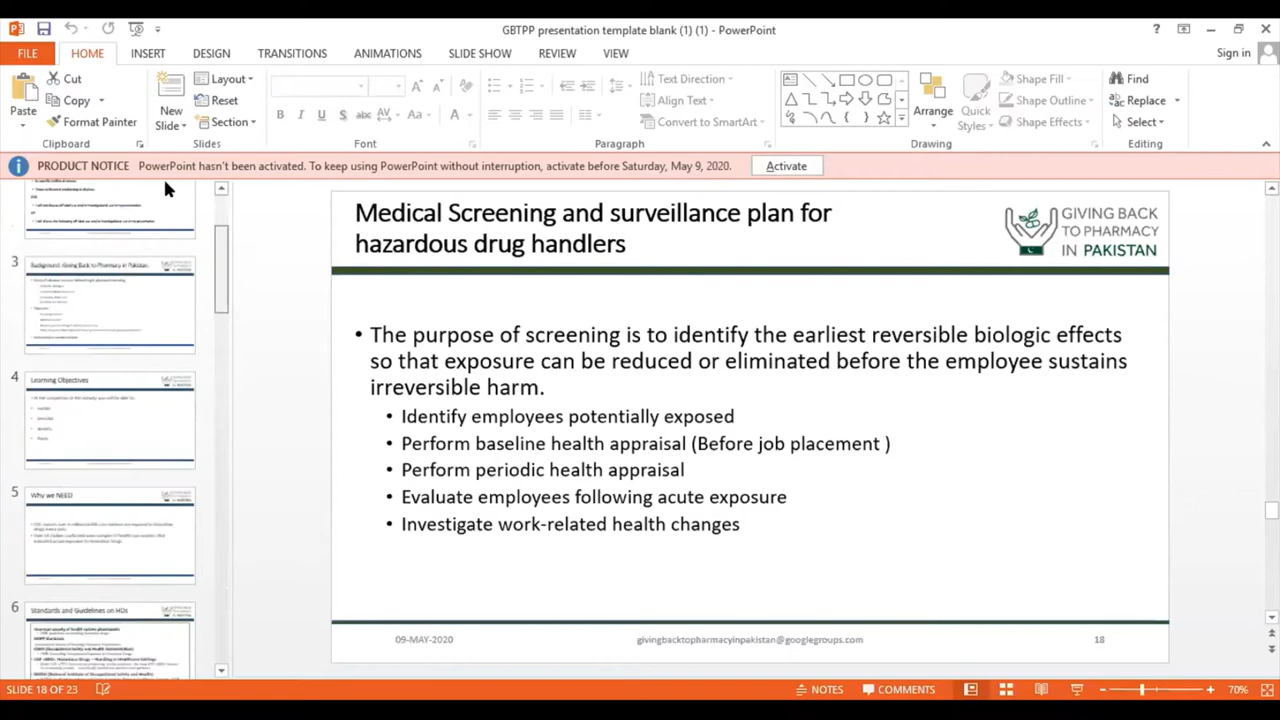 GBTPP presentation template blank (1) (1) - PowerPoint
Sign in
FILE HOME INSERT DESIGN TRANSITIONS ANIMATIONS SLIDE SHOW REVIEW VIEW
Paste
Cut
Copy
Format Painter
Clipboard
New
Slide
Layout
Reset
Section
Slides
Font
Text Direction
Align Text
Convert to SmartArt
Paragraph
Arrange
Quick
Styles
Shape Fill
Shape Outline
Shape Effects
Drawing
Find
Replace
Select
Editing
PRODUCT NOTICE PowerPoint hasn't been activated. To keep using PowerPoint without interruption, activate before Saturday, May 9, 2020. Activate
3
Background: Giving Back to Pharmacy in Pakistan
4
Learning Objectives
5
Why we NEED
6
Standards and Guidelines on HDs
Medical Screening and surveillance plan for
hazardous drug handlers
GIVING BACK
TO PHARMACY
IN PAKISTAN
• The purpose of screening is to identify the earliest reversible biologic effects
so that exposure can be reduced or eliminated before the employee sustains
irreversible harm.
• Identify employees potentially exposed
• Perform baseline health appraisal (Before job placement )
• Perform periodic health appraisal
• Evaluate employees following acute exposure
• Investigate work-related health changes
09-MAY-2020 givingbacktopharmacyinpakistan@googlegroups.com 18
SLIDE 18 OF 23 NOTES COMMENTS 70%